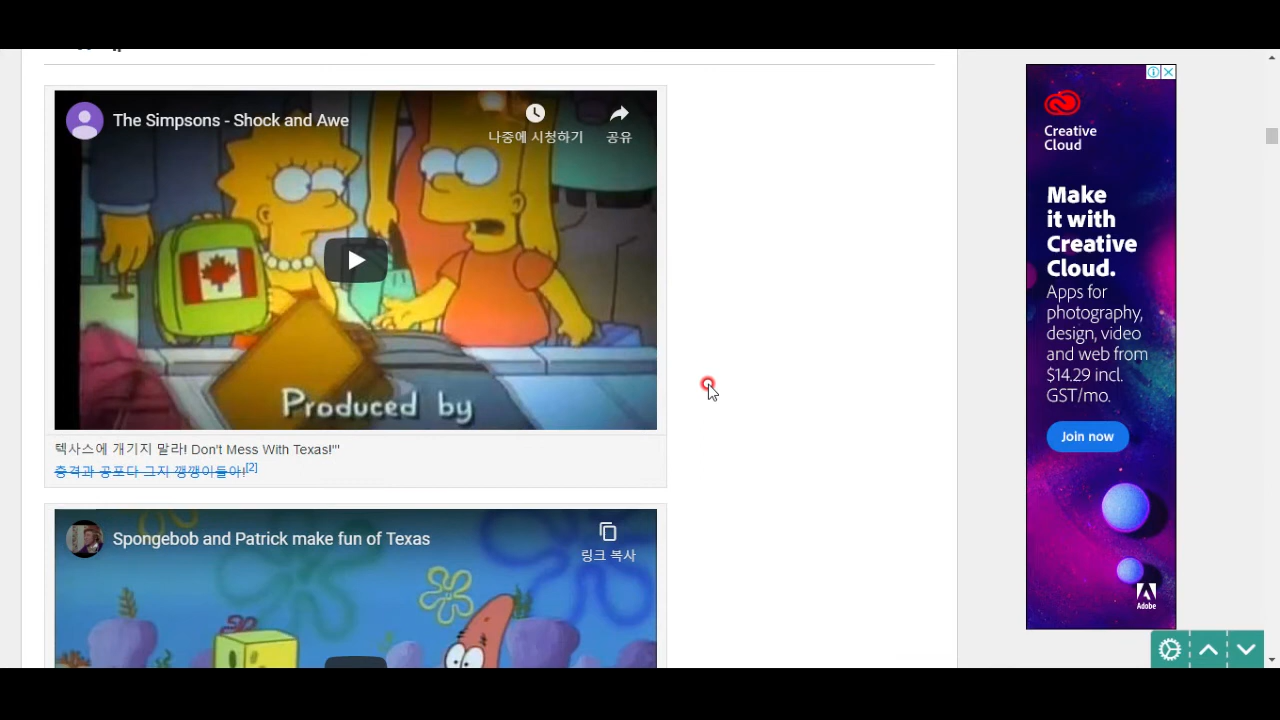 The Simpsons - Shock and Awe
나중에 시청하기
공유
Produced by
텍사스에 개기지 말라! Don't Mess With Texas!'"
충격과 공포다 그지 깽깽이들아![2]
Spongebob and Patrick make fun of Texas
링크 복사
Creative
Cloud
Make
it with
Creative
Cloud.
Apps for
photography,
design, video
and web from
$14.29 incl.
GST/mo.
Join now
Adobe